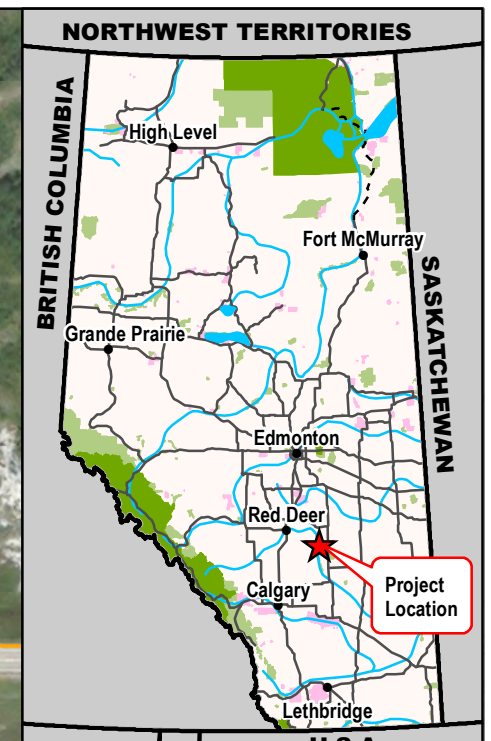 NORTHWEST TERRITORIES
BRITISH COLUMBIA
High Level
Fort McMurray
SASKATCHEWAN
Grande Prairie
Edmonton
Red Deer
Project
Location
Calgary
Lethbridge
U.S.A.